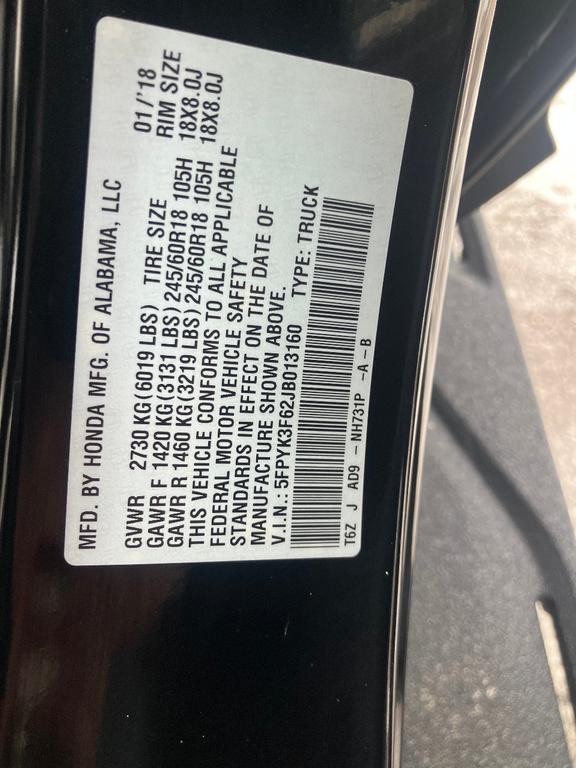 MFD. BY HONDA MFG. OF ALABAMA, LLC 01/'18
GVWR 2730 KG(6019 LBS) TIRE SIZE RIM SIZE
GAWR F 1420 KG(3131 LBS) 245/60R18 105H 18X8.0J
GAWR R 1460 KG(3219 LBS) 245/60R18 105H 18X8.0J
THIS VEHICLE CONFORMS TO ALL APPLICABLE
FEDERAL MOTOR VEHICLE SAFETY
STANDARDS IN EFFECT ON THE DATE OF
MANUFACTURE SHOWN ABOVE.
V.I.N.: 5FPYK3F62JB013160 TYPE: TRUCK
T6Z J AD9 - NH731P -A-B